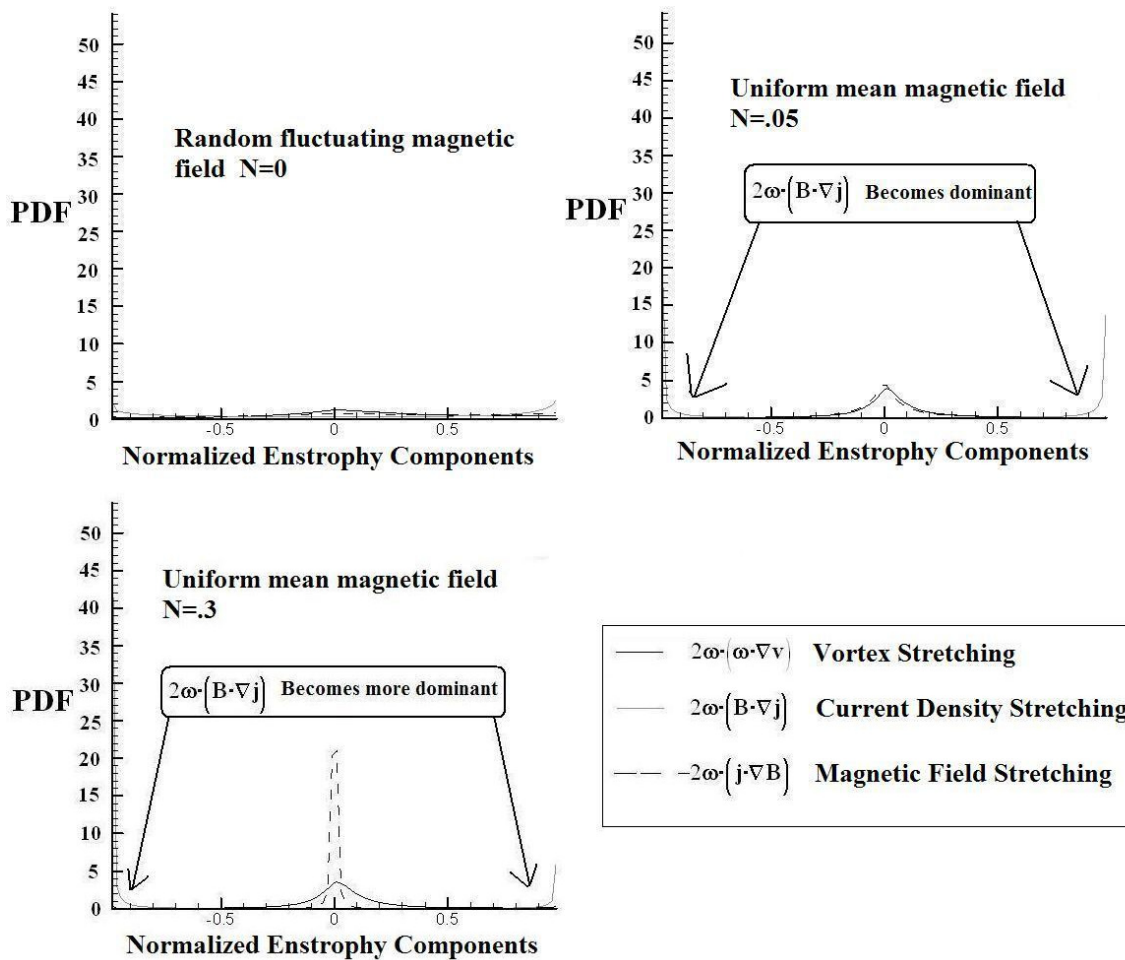 50
45
40
35
30
25
20
15
10
5
0
PDF
Random fluctuating magnetic
field N=0
-0.5 0 0.5
Normalized Enstrophy Components
50
45
40
35
30
25
20
15
10
5
0
PDF
Uniform mean magnetic field
N=.05
2ω·(B·∇j) Becomes dominant
-0.5 0 0.5
Normalized Enstrophy Components
50
45
40
35
30
25
20
15
10
5
0
PDF
Uniform mean magnetic field
N=.3
2ω·(B·∇j) Becomes more dominant
-0.5 0 0.5
Normalized Enstrophy Components
2ω·(ω·∇v) Vortex Stretching
2ω·(B·∇j) Current Density Stretching
−2ω·(j·∇B) Magnetic Field Stretching